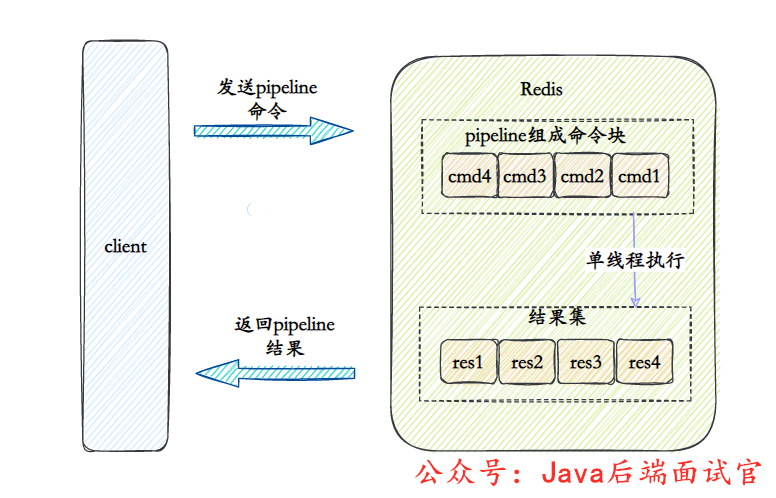 发送pipeline
命令
Redis
pipeline组成命令块
cmd4 cmd3 cmd2 cmd1
client
单线程执行
返回pipeline
结果
结果集
res1 res2 res3 res4
公众号：Java后端面试官